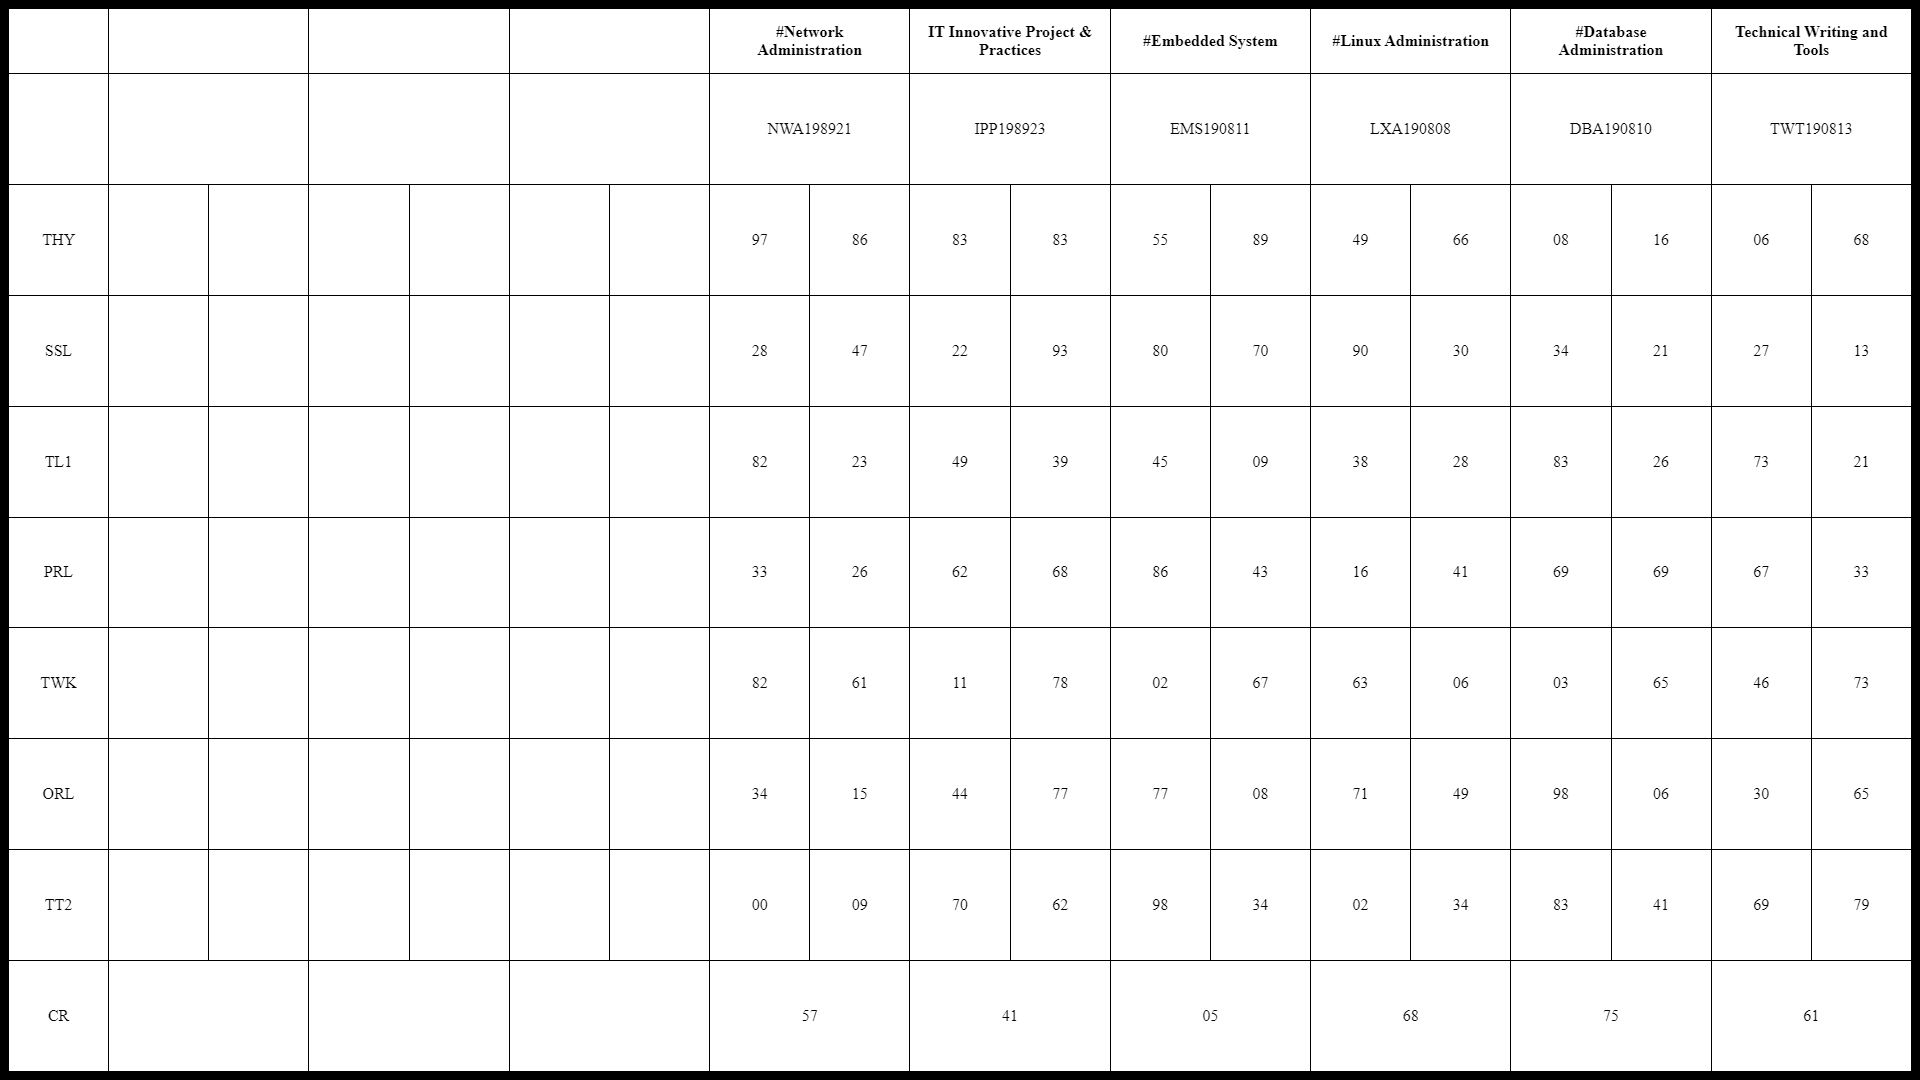 #Network Administration IT Innovative Project & Practices #Embedded System #Linux Administration #Database Administration Technical Writing and Tools
NWA198921 IPP198923 EMS190811 LXA190808 DBA190810 TWT190813
THY 97 86 83 83 55 89 49 66 08 16 06 68
SSL 28 47 22 93 80 70 90 30 34 21 27 13
TL1 82 23 49 39 45 09 38 28 83 26 73 21
PRL 33 26 62 68 86 43 16 41 69 69 67 33
TWK 82 61 11 78 02 67 63 06 03 65 46 73
ORL 34 15 44 77 77 08 71 49 98 06 30 65
TT2 00 09 70 62 98 34 02 34 83 41 69 79
CR 57 41 05 68 75 61